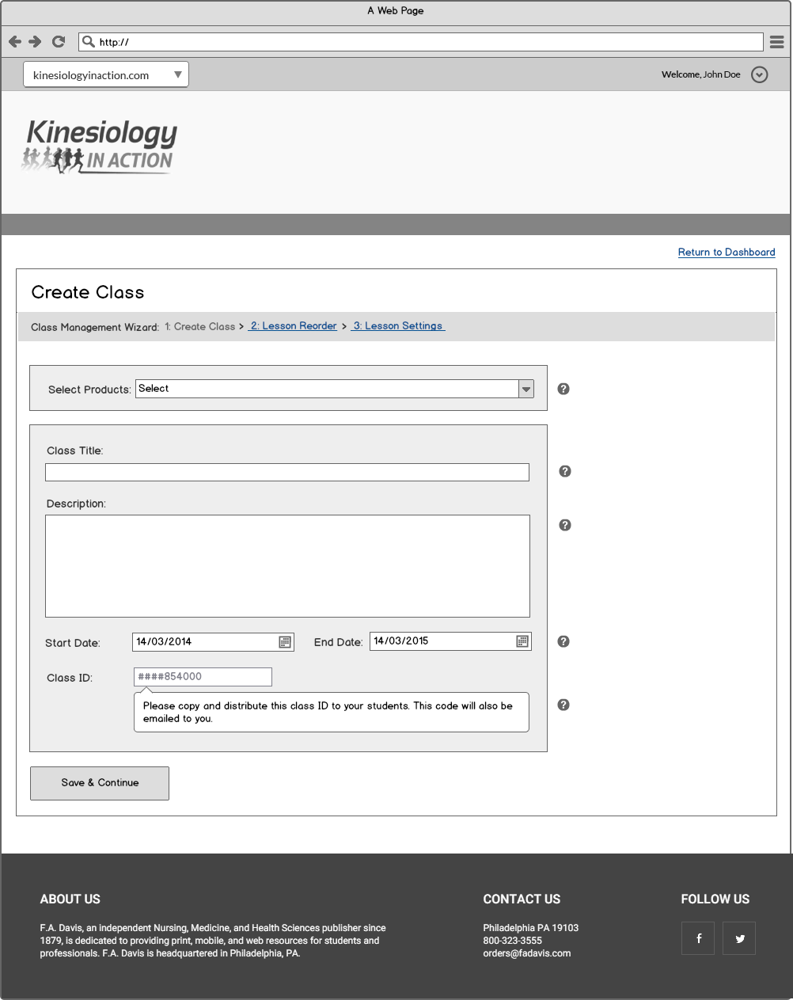 A Web Page
http://
kinesiologyinaction.com
Welcome, John Doe
Kinesiology
IN ACTION
Return to Dashboard
Create Class
Class Management Wizard: 1: Create Class > 2: Lesson Reorder > 3: Lesson Settings
Select Products: Select ?
Class Title:
?
Description:
?
Start Date: 14/03/2014 End Date: 14/03/2015 ?
Class ID: ####854000
Please copy and distribute this class ID to your students. This code will also be
emailed to you.
?
Save & Continue
ABOUT US
F.A. Davis, an independent Nursing, Medicine, and Health Sciences publisher since
1879, is dedicated to providing print, mobile, and web resources for students and
professionals. F.A. Davis is headquartered in Philadelphia, PA.
CONTACT US
Philadelphia PA 19103
800-323-3555
orders@fadavis.com
FOLLOW US
f